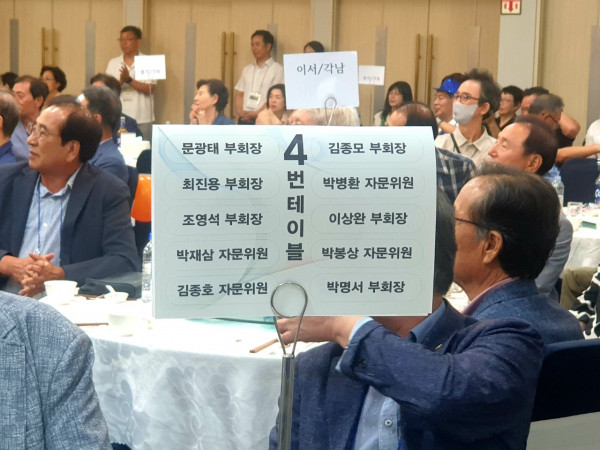 이서/각남
4번테이블
문광태 부회장
최진용 부회장
조영석 부회장
박재삼 자문위원
김종호 자문위원
김종모 부회장
박병환 자문위원
이상완 부회장
박봉상 자문위원
박명서 부회장